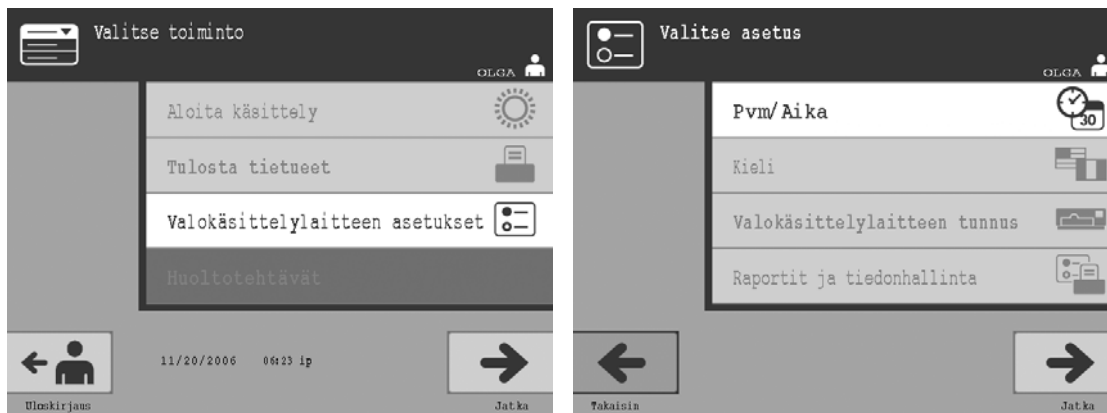 Valitse toiminto
OLGA
Aloita käsittely
Tulosta tietueet
Valokäsittelylaitteen asetukset
Huoltotehtävät
11/20/2006 06:23 ip
Uloskirjaus
Jatka
Valitse asetus
OLGA
Pvm/Aika
30
Kieli
Valokäsittelylaitteen tunnus
Raportit ja tiedonhallinta
Takaisin
Jatka